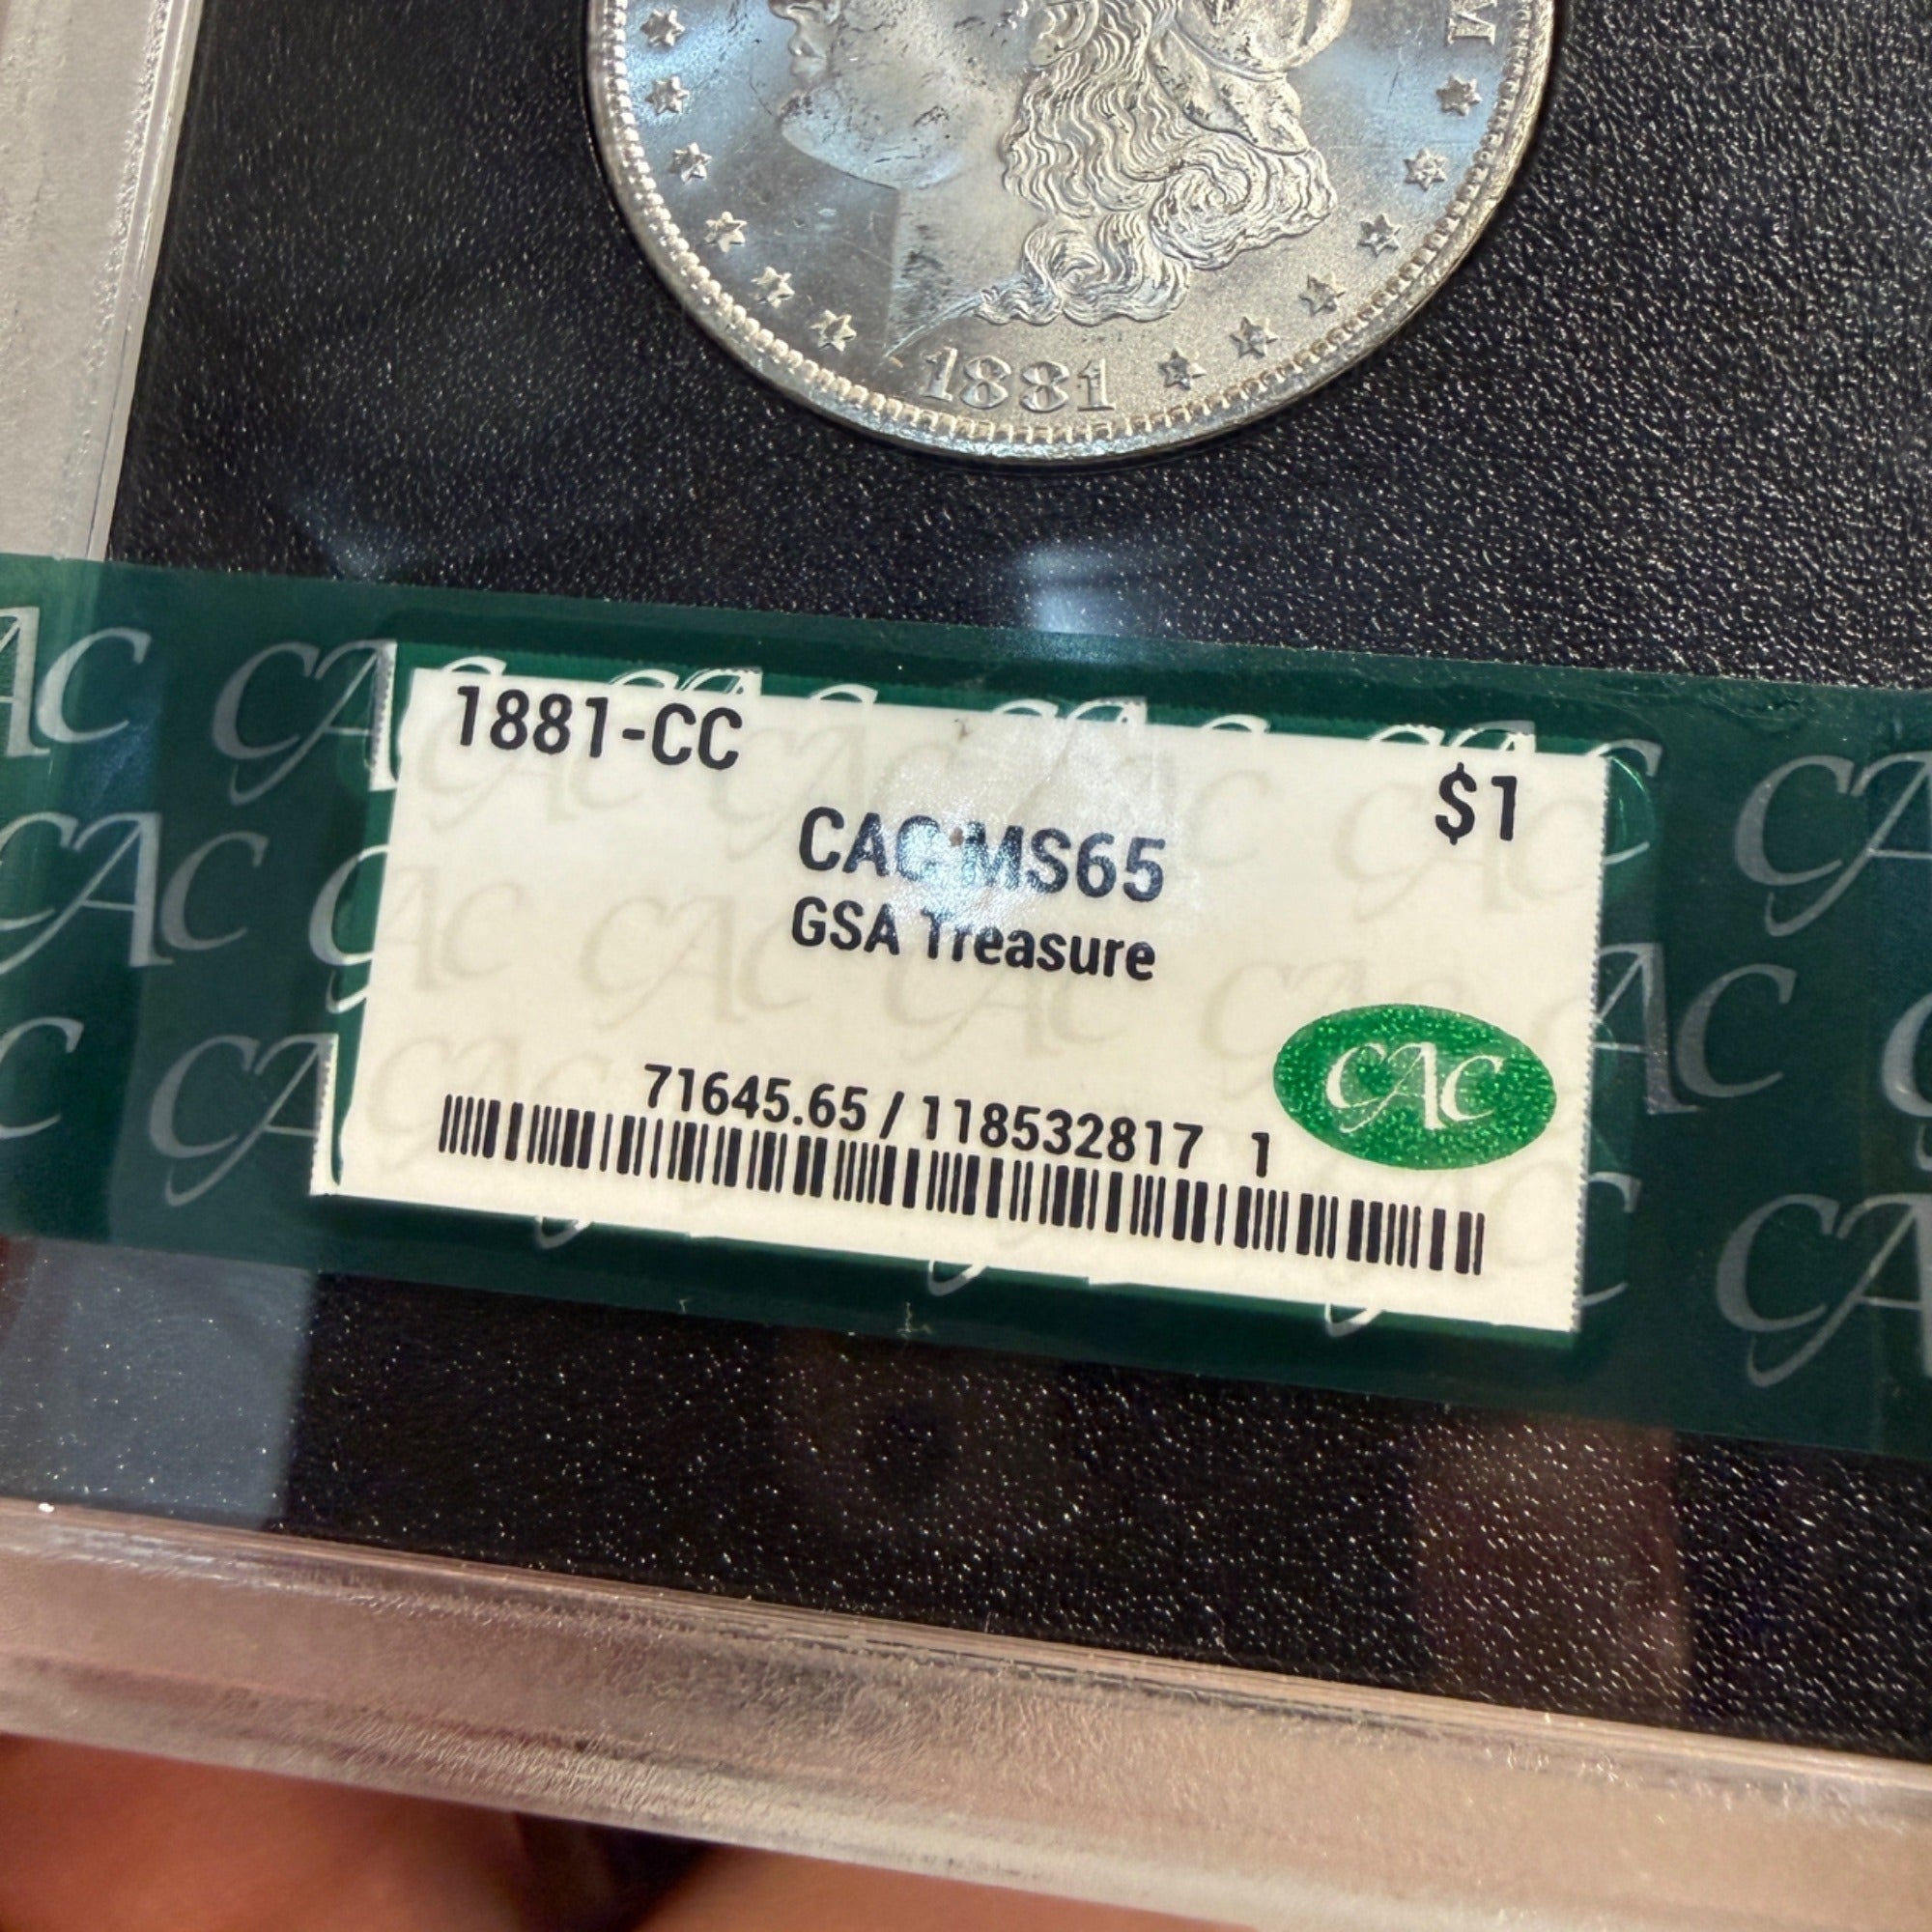 M
1881
1881-CC
$1
CAC MS65
GSA Treasure
71645.65 / 118532817 1
CAC